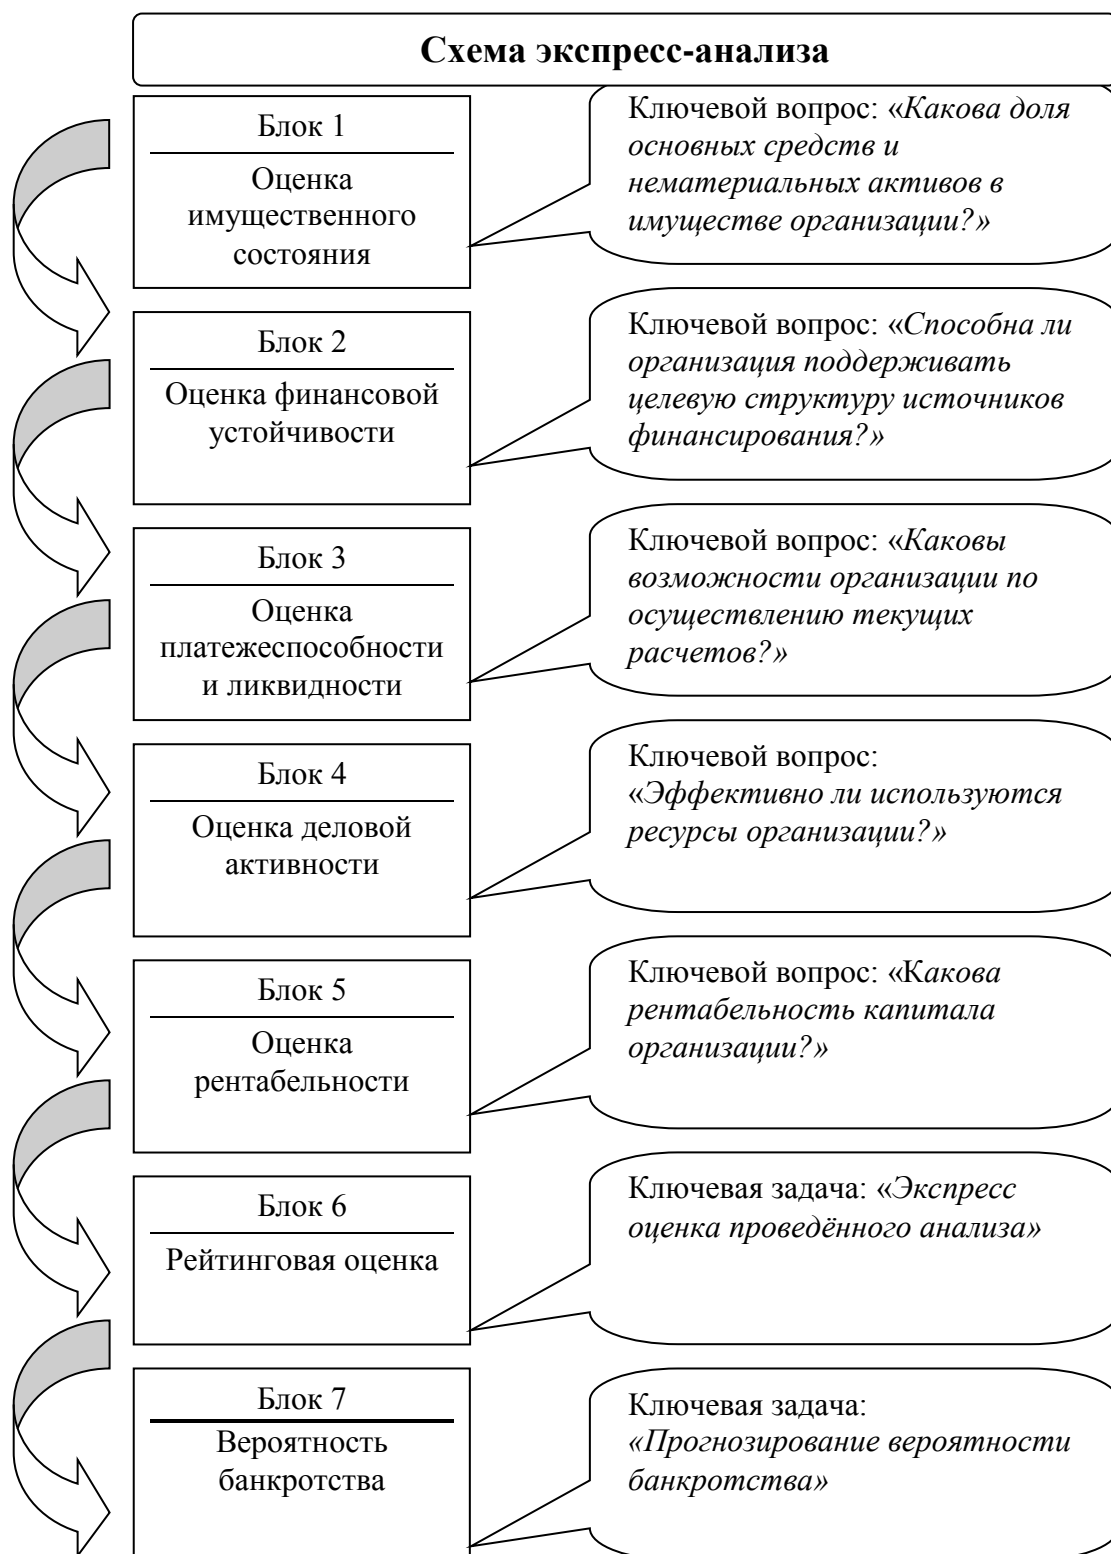 Схема экспресс-анализа
Блок 1
Оценка
имущественного
состояния
Ключевой вопрос: «Какова доля
основных средств и
нематериальных активов в
имуществе организации?»
Блок 2
Оценка финансовой
устойчивости
Ключевой вопрос: «Способна ли
организация поддерживать
целевую структуру источников
финансирования?»
Блок 3
Оценка
платежеспособности
и ликвидности
Ключевой вопрос: «Каковы
возможности организации по
осуществлению текущих
расчетов?»
Блок 4
Оценка деловой
активности
Ключевой вопрос:
«Эффективно ли используются
ресурсы организации?»
Блок 5
Оценка
рентабельности
Ключевой вопрос: «Какова
рентабельность капитала
организации?»
Блок 6
Рейтинговая оценка
Ключевая задача: «Экспресс
оценка проведённого анализа»
Блок 7
Вероятность
банкротства
Ключевая задача:
«Прогнозирование вероятности
банкротства»